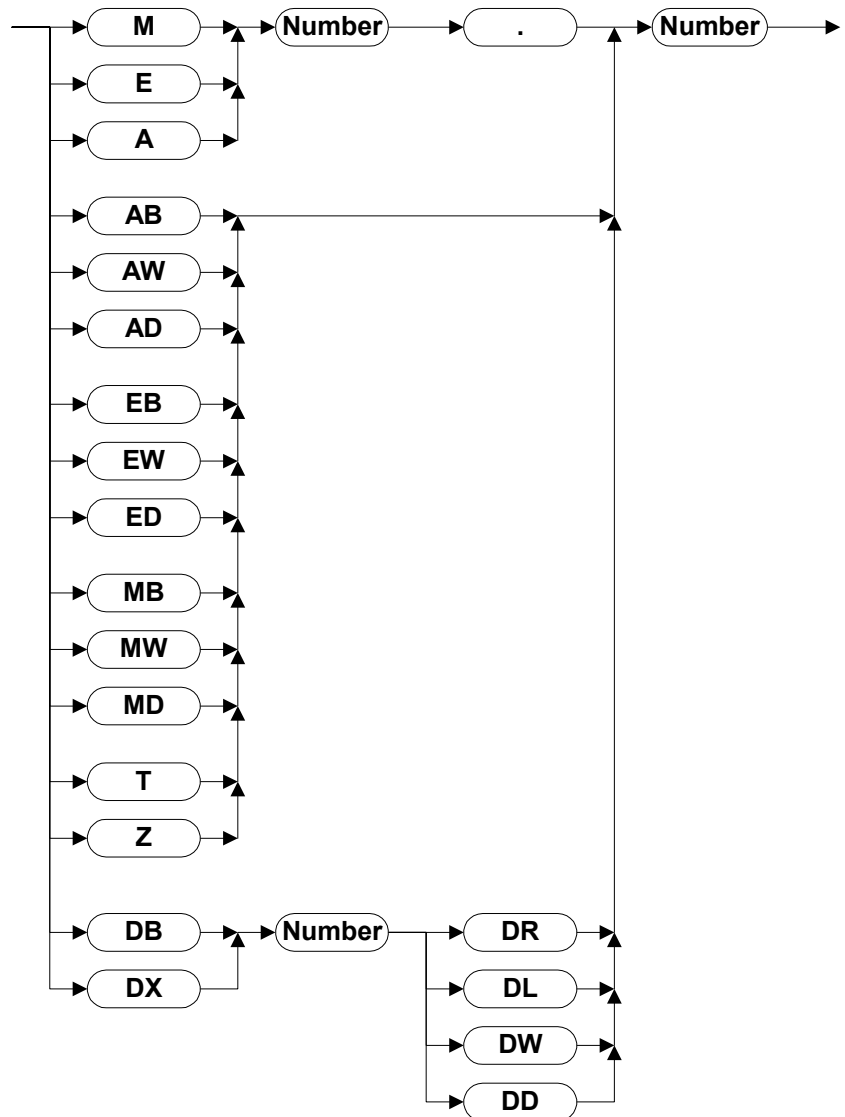 M Number . Number
E
A
AB
AW
AD
EB
EW
ED
MB
MW
MD
T
Z
DB Number DR
DX DL
DW
DD